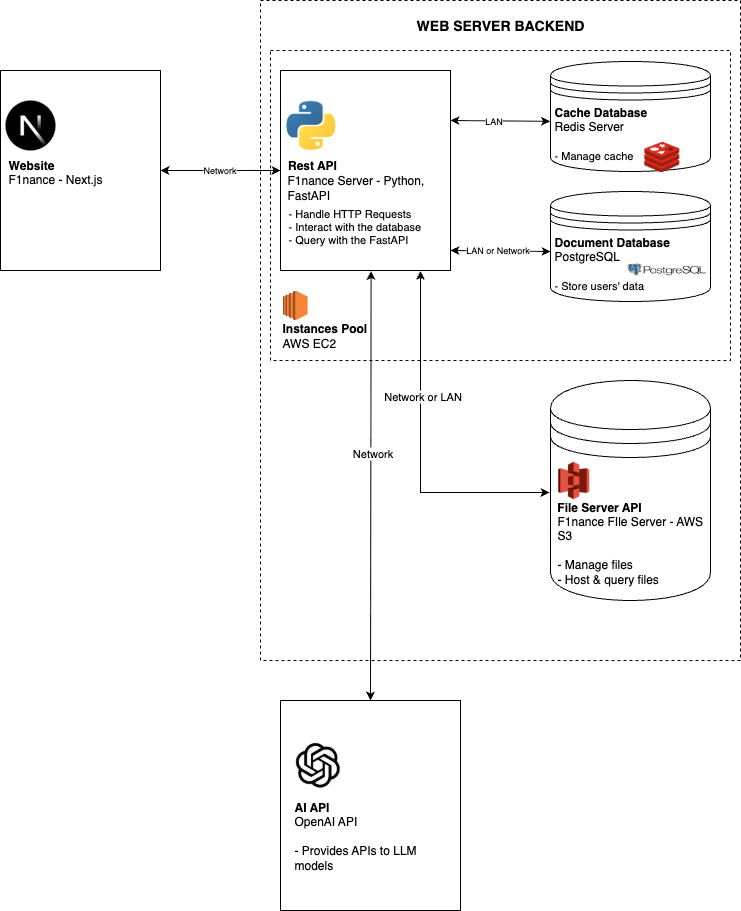 WEB SERVER BACKEND
N
Website
F1nance - Next.js
Network
Rest API
F1nance Server - Python,
FastAPI
- Handle HTTP Requests
- Interact with the database
- Query with the FastAPI
LAN
Cache Database
Redis Server
- Manage cache
LAN or Network
Document Database
PostgreSQL
PostgreSQL
- Store users' data
Instances Pool
AWS EC2
Network or LAN
Network
File Server API
F1nance FIle Server - AWS
S3
- Manage files
- Host & query files
AI API
OpenAI API
- Provides APIs to LLM
models